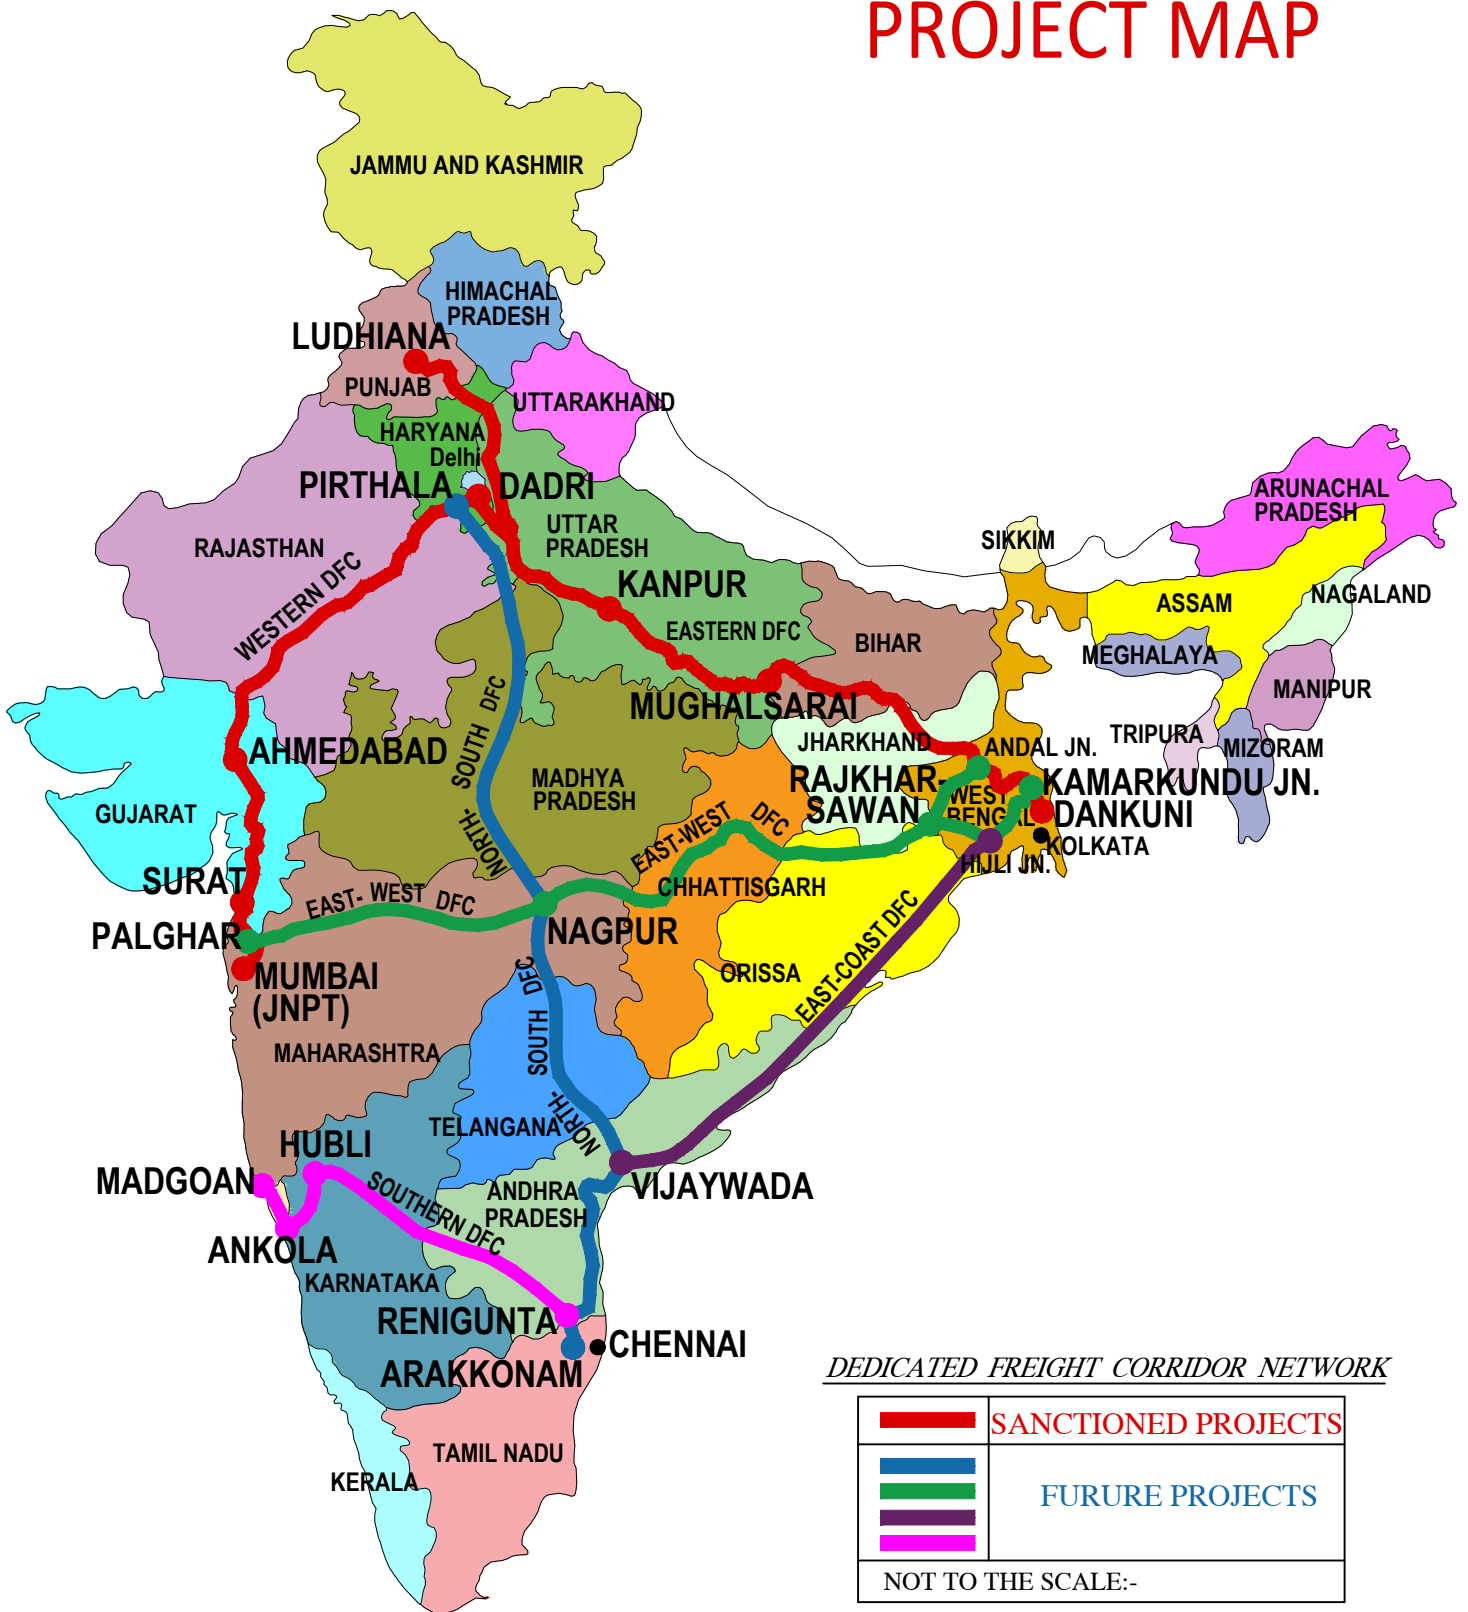 PROJECT MAP
JAMMU AND KASHMIR
HIMACHAL
PRADESH
LUDHIANA
PUNJAB
UTTARAKHAND
HARYANA
Delhi
PIRTHALA
DADRI
ARUNACHAL
PRADESH
UTTAR
PRADESH
SIKKIM
RAJASTHAN
WESTERN DFC
KANPUR
ASSAM
NAGALAND
EASTERN DFC
BIHAR
MEGHALAYA
MANIPUR
SOUTH DFC
NORTH-
MUGHALSARAI
TRIPURA
MIZORAM
JHARKHAND
ANDAL JN.
AHMEDABAD
MADHYA
PRADESH
RAJKHAR-
SAWAN
KAMARKUNDU JN.
WEST
BENGAL
DANKUNI
GUJARAT
KOLKATA
HIJLI JN.
EAST-WEST DFC
SURAT
CHHATTISGARH
EAST- WEST DFC
PALGHAR
NAGPUR
MUMBAI
(JNPT)
ORISSA
EAST-COAST DFC
SOUTH DFC
NORTH-
MAHARASHTRA
TELANGANA
HUBLI
MADGOAN
VIJAYWADA
ANDHRA
PRADESH
SOUTHERN DFC
ANKOLA
KARNATAKA
RENIGUNTA
CHENNAI
ARAKKONAM
TAMIL NADU
KERALA
DEDICATED FREIGHT CORRIDOR NETWORK
SANCTIONED PROJECTS
FURURE PROJECTS
NOT TO THE SCALE:-